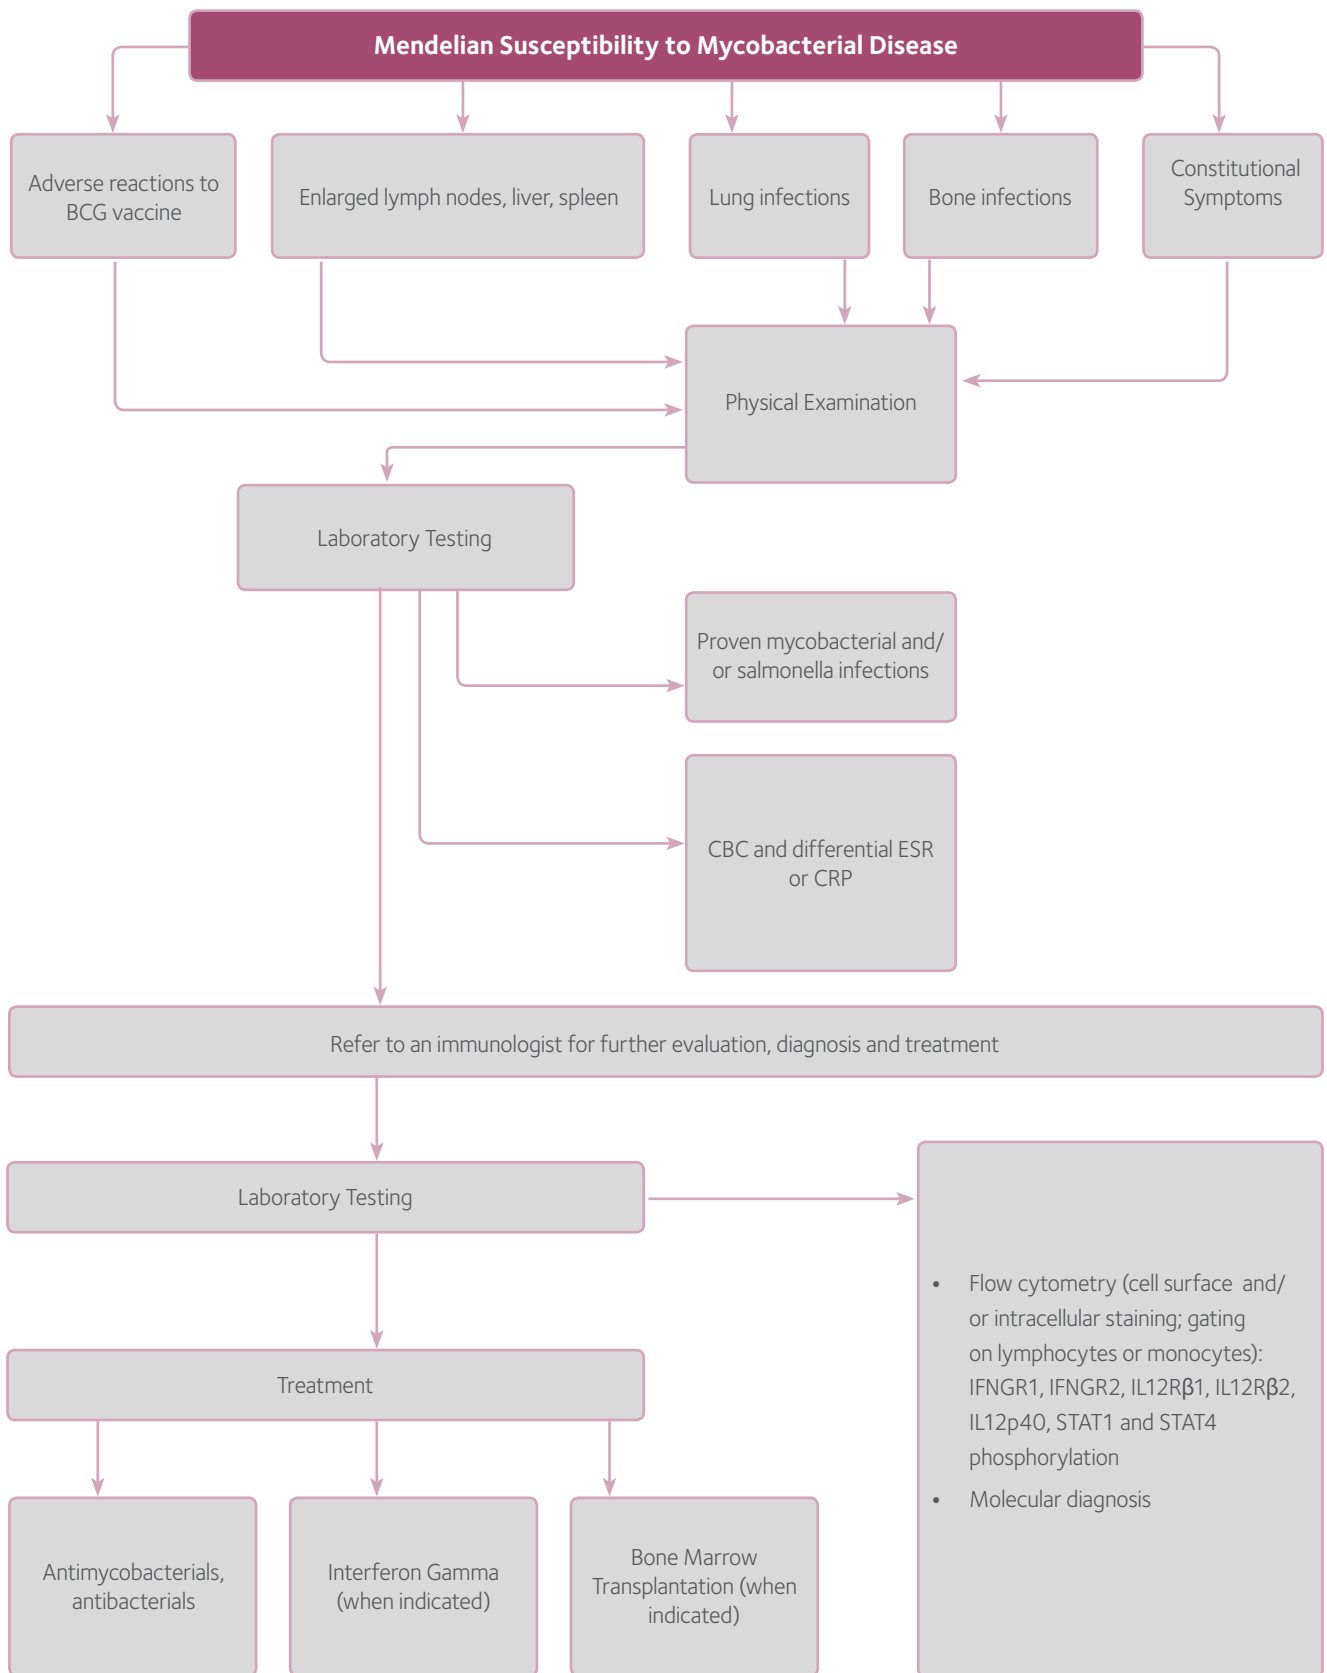 Mendelian Susceptibility to Mycobacterial Disease
Adverse reactions to
BCG vaccine
Enlarged lymph nodes, liver, spleen
Lung infections
Bone infections
Constitutional
Symptoms
Physical Examination
Laboratory Testing
Proven mycobacterial and/
or salmonella infections
CBC and differential ESR
or CRP
Refer to an immunologist for further evaluation, diagnosis and treatment
Laboratory Testing
• Flow cytometry (cell surface and/
or intracellular staining; gating
on lymphocytes or monocytes):
IFNGR1, IFNGR2, IL12Rβ1, IL12Rβ2,
IL12p40, STAT1 and STAT4
phosphorylation
• Molecular diagnosis
Treatment
Antimycobacterials,
antibacterials
Interferon Gamma
(when indicated)
Bone Marrow
Transplantation (when
indicated)